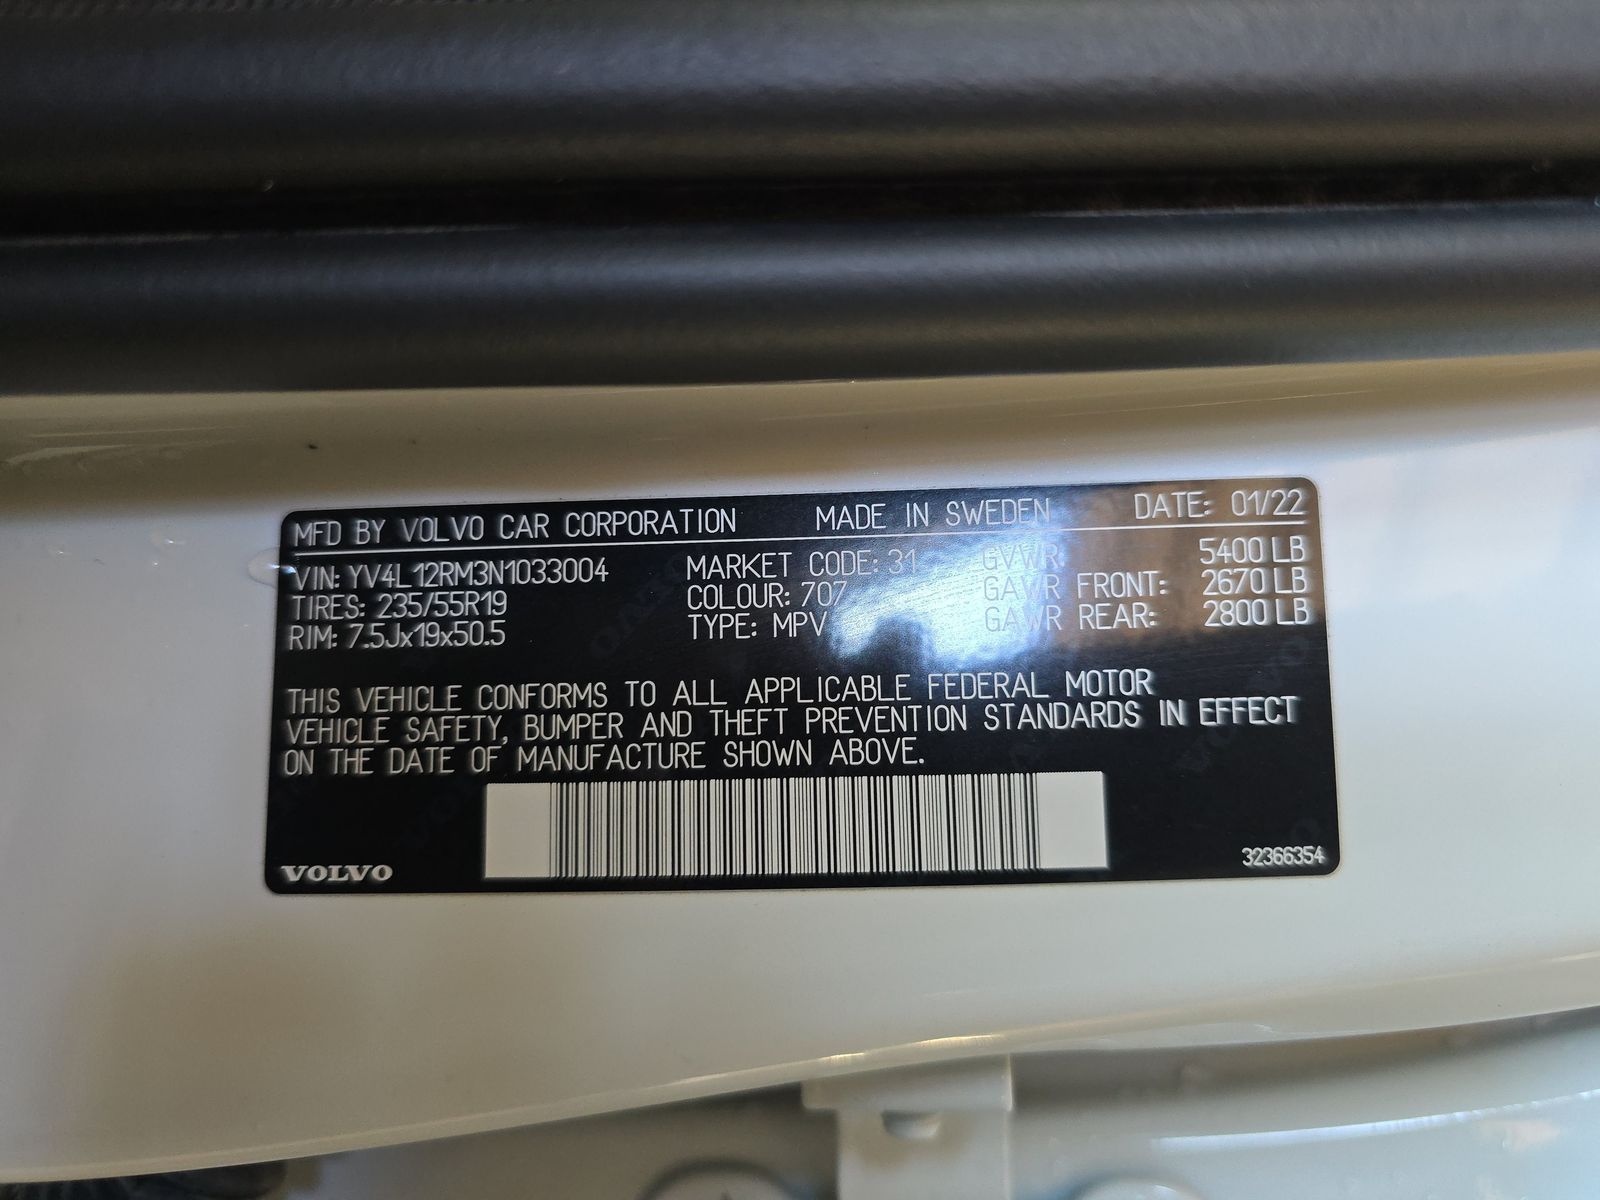 MFD BY VOLVO CAR CORPORATION MADE IN SWEDEN DATE: 01/22
VIN: YV4L12RM3N1033004 MARKET CODE: 31 GVWR: 5400 LB
TIRES: 235/55R19 COLOUR: 707 GAWR FRONT: 2670 LB
RIM: 7.5Jx19x50.5 TYPE: MPV GAWR REAR: 2800 LB
THIS VEHICLE CONFORMS TO ALL APPLICABLE FEDERAL MOTOR
VEHICLE SAFETY, BUMPER AND THEFT PREVENTION STANDARDS IN EFFECT
ON THE DATE OF MANUFACTURE SHOWN ABOVE.
VOLVO 32366354